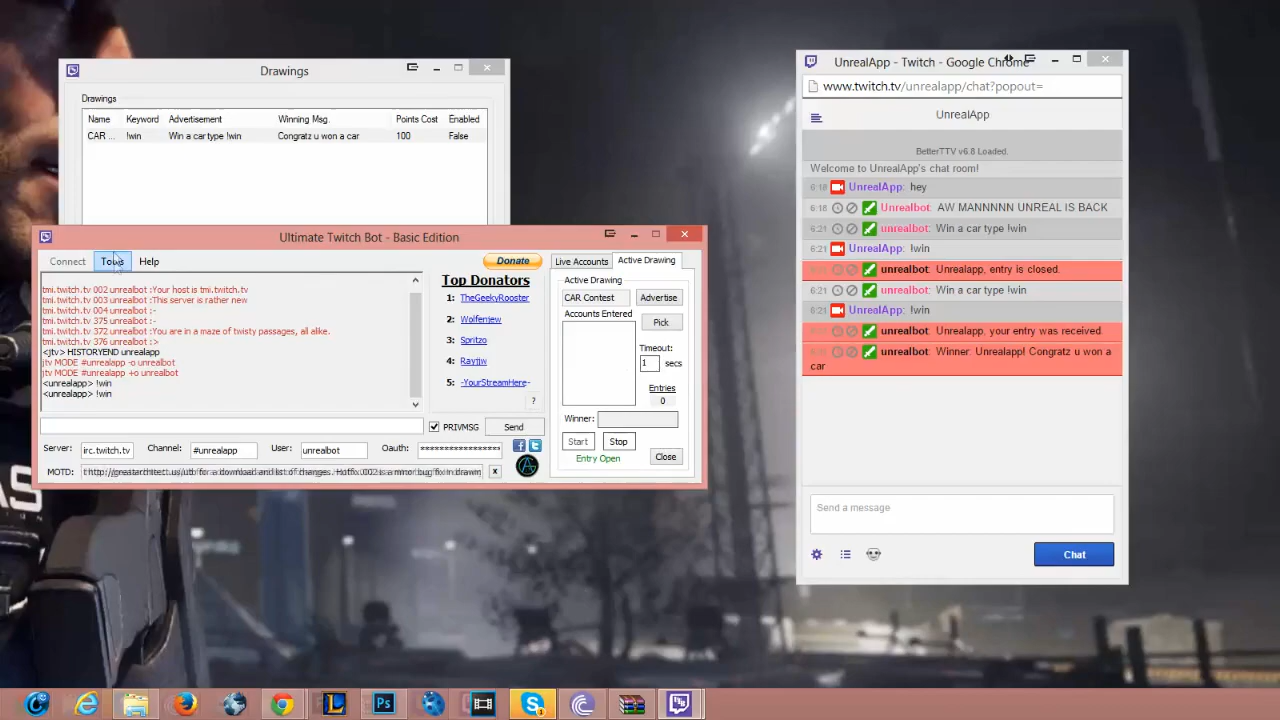 Drawings
Drawings
Name Keyword Advertisement Winning Msg. Points Cost Enabled
CAR ... !win Win a car type !win Congratz u won a car 100 False
Ultimate Twitch Bot - Basic Edition
Connect Tools Help
Donate
Live Accounts Active Drawing
tmi.twitch.tv 002 unrealbot :Your host is tmi.twitch.tv
tmi.twitch.tv 003 unrealbot :This server is rather new
tmi.twitch.tv 004 unrealbot :-
tmi.twitch.tv 375 unrealbot :-
tmi.twitch.tv 372 unrealbot :You are in a maze of twisty passages, all alike.
tmi.twitch.tv 376 unrealbot :>
<jtv> HISTORYEND unrealapp
jtv MODE #unrealapp -o unrealbot
jtv MODE #unrealapp +o unrealbot
<unrealapp> !win
<unrealapp> !win
Top Donators
1: TheGeekyRooster
2: Wolfenjew
3: Spritzo
4: Rayjjw
5: -YourStreamHere-
?
PRIVMSG Send
Server: irc.twitch.tv Channel: #unrealapp User: unrealbot Oauth: ****************
MOTD: x
Active Drawing
CAR Contest Advertise
Accounts Entered
Pick
Timeout:
1 secs
Entries
0
Winner:
Start Stop
Entry Open
Close
UnrealApp - Twitch - Google Chrome
www.twitch.tv/unrealapp/chat?popout=
UnrealApp
BetterTTV v6.8 Loaded.
Welcome to UnrealApp's chat room!
6:18 UnrealApp: hey
6:18 Unrealbot: AW MANNNNN UNREAL IS BACK
6:21 UnrealApp: Win a car type !win
6:21 UnrealApp: !win
unrealbot: Unrealapp, entry is closed.
6:21 UnrealApp: Win a car type !win
6:21 UnrealApp: !win
unrealbot: Unrealapp, your entry was received.
unrealbot: Winner: Unrealapp! Congratz u won a
car
Send a message
Chat